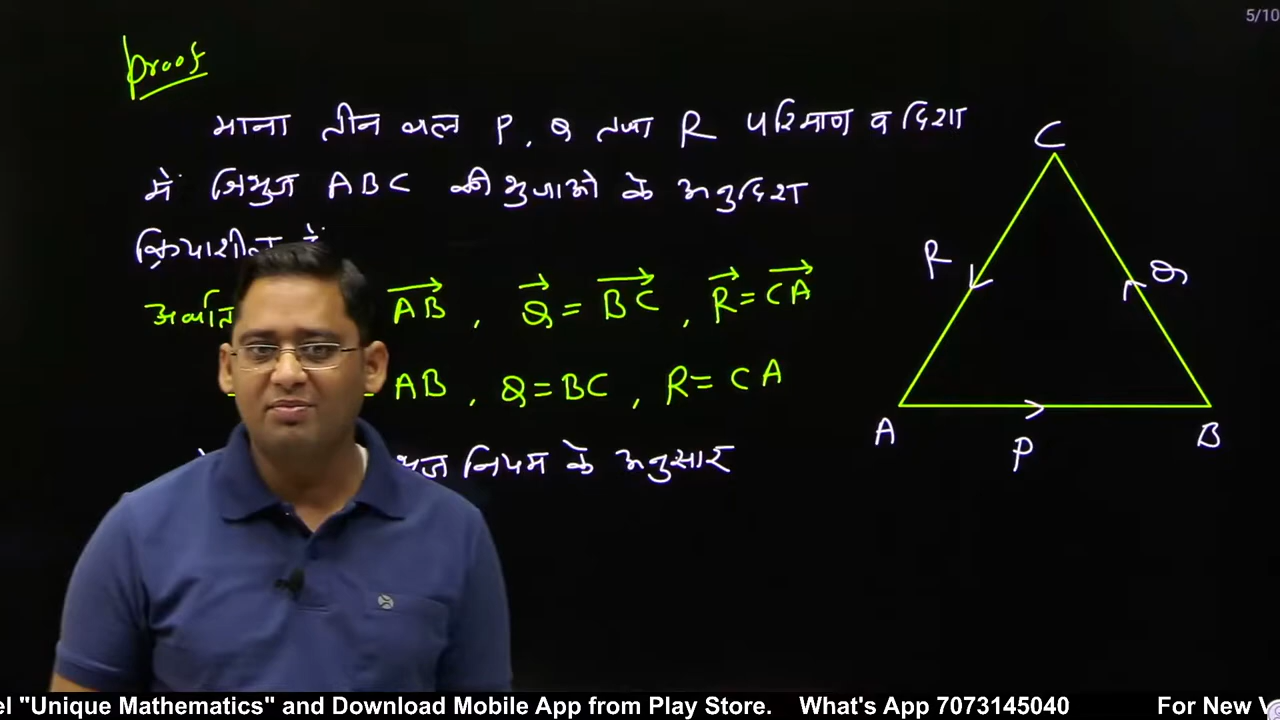 5/10
Proof
माना तीन बल P, Q तथा R परिमाण व दिशा
में त्रिभुज ABC की भुजाओ के अनुदिश
क्रियाशील है
C
R
Q
AB, Q = BC, R = CA
AB, Q = BC, R = CA
A
P
B
नियम के अनुसार
"Unique Mathematics" and Download Mobile App from Play Store. What's App 7073145040 For New